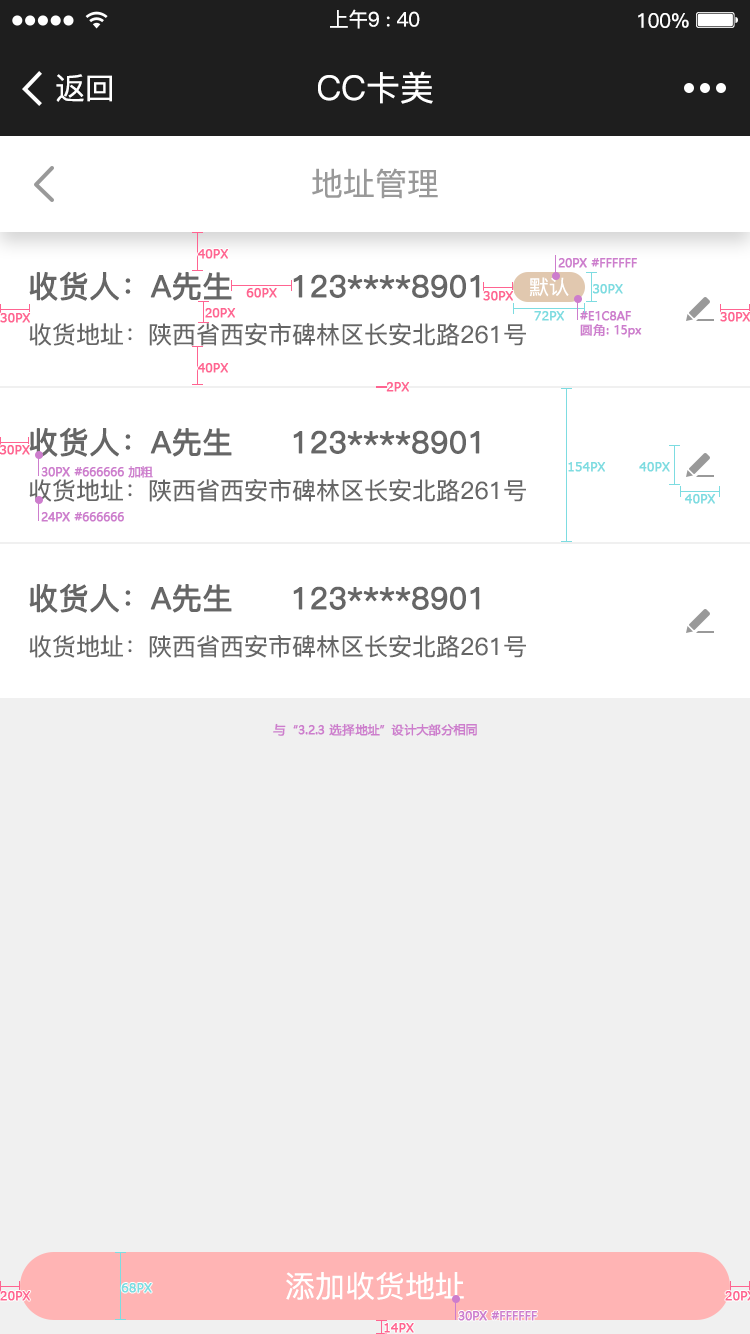 上午9 : 40
100%
返回
CC卡美
地址管理
40PX
20PX #FFFFFF
收货人：A先生
60PX
123****8901
30PX
默认
30PX
72PX
#E1C8AF
圆角: 15px
30PX
20PX
30PX
收货地址：陕西省西安市碑林区长安北路261号
40PX
2PX
收货人：A先生
123****8901
30PX
30PX #666666 加粗
154PX
40PX
收货地址：陕西省西安市碑林区长安北路261号
40PX
24PX #666666
收货人：A先生
123****8901
收货地址：陕西省西安市碑林区长安北路261号
与 “3.2.3 选择地址” 设计大部分相同
添加收货地址
68PX
20PX
20PX
30PX #FFFFFF
14PX